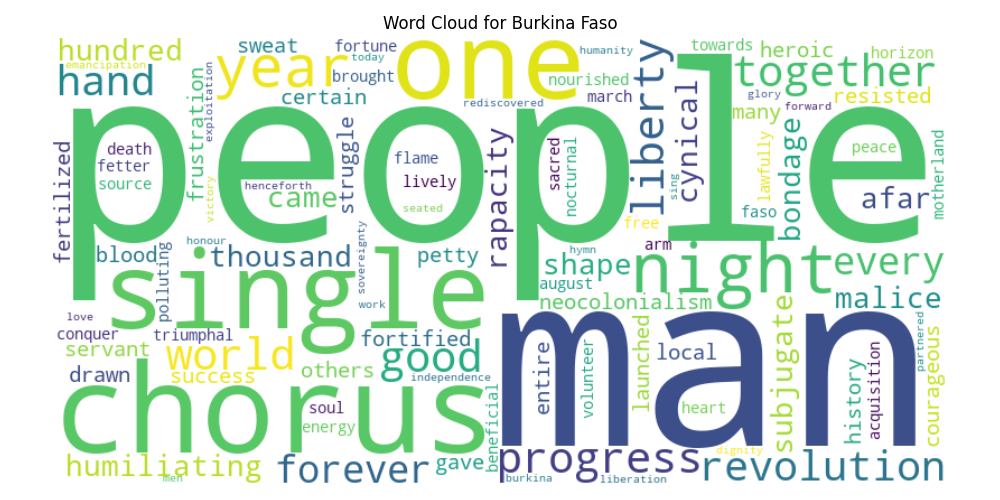 Word Cloud for Burkina Faso
hundred
sweat
fortune
today
one
humanity
towards
heroic
horizon
emancipation
hand
year
brought
nourished
liberty
together
certain
rediscovered
march
cynical
glory
forward
resisted
many
frustration
exploitation
people
fertilized
death
fetter
source
struggle
flame
lively
rapacity
sacred
nocturnal
sing
lawfully
bondage
peace
motherland
henceforth
came
victory
seated
free
faso
afar
honour
blood
thousand
sovereignty
petty
hymn
arm
polluting
single
shape
night
every
august
neocolonialism
malice
work
love
conquer
triumphal
fortified
man
servant
world
good
others
success
independence
drawn
entire
volunteer
launched
local
subjugate
history
acquisition
courageous
partnered
chorus
soul
energy
heart
beneficial
humiliating
men
forever
gave
progress
burkina
liberation
dignity
revolution